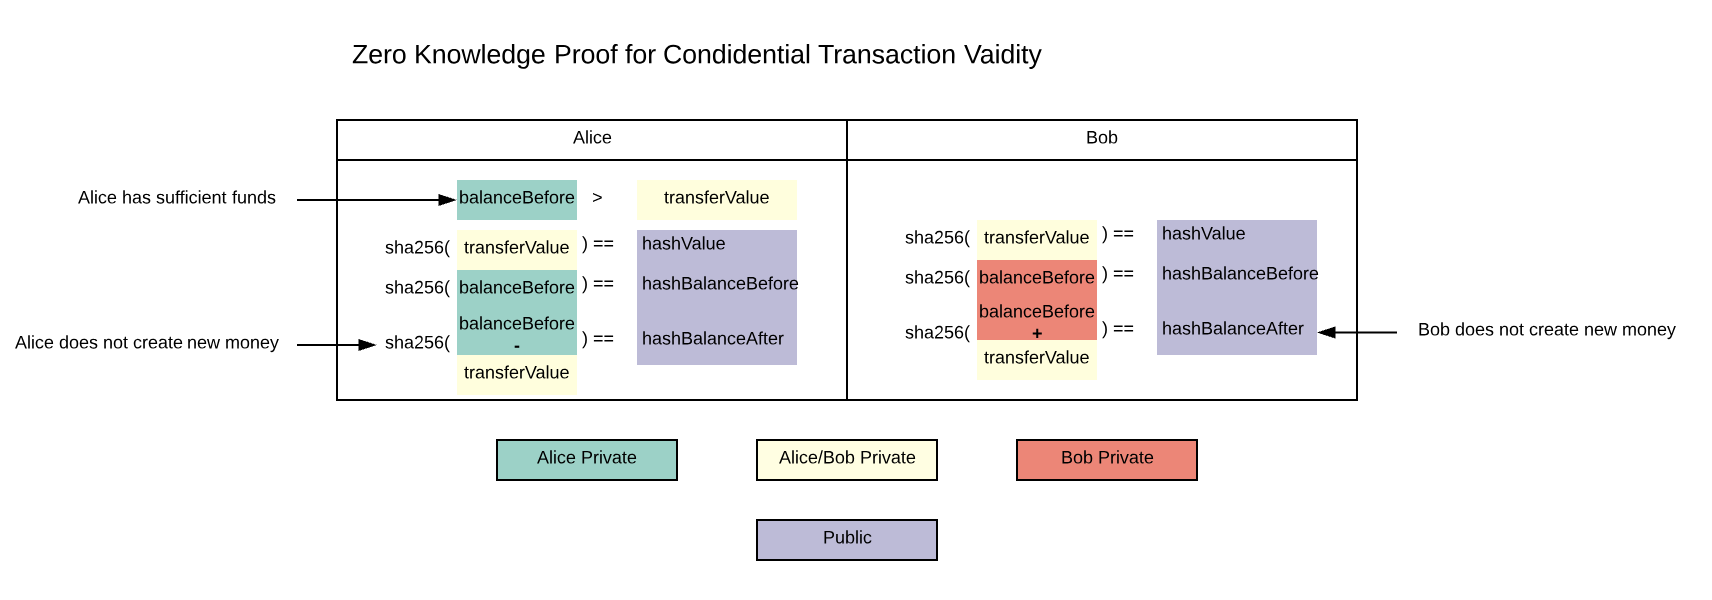 Zero Knowledge Proof for Condidential Transaction Vaidity
Alice
Bob
Alice has sufficient funds
balanceBefore > transferValue
sha256( transferValue ) == hashValue
sha256( balanceBefore ) == hashBalanceBefore
Alice does not create new money
sha256( balanceBefore - transferValue ) == hashBalanceAfter
sha256( transferValue ) == hashValue
sha256( balanceBefore ) == hashBalanceBefore
sha256( balanceBefore + transferValue ) == hashBalanceAfter
Bob does not create new money
Alice Private
Alice/Bob Private
Bob Private
Public